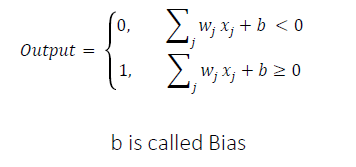 Output = { 0, ∑_j w_j x_j + b < 0
1, ∑_j w_j x_j + b ≥ 0
b is called Bias